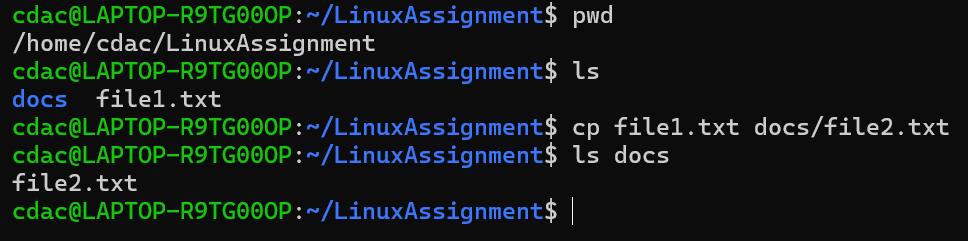 cdac@LAPTOP-R9TG00OP:~/LinuxAssignment$ pwd
/home/cdac/LinuxAssignment
cdac@LAPTOP-R9TG00OP:~/LinuxAssignment$ ls
docs  file1.txt
cdac@LAPTOP-R9TG00OP:~/LinuxAssignment$ cp file1.txt docs/file2.txt
cdac@LAPTOP-R9TG00OP:~/LinuxAssignment$ ls docs
file2.txt
cdac@LAPTOP-R9TG00OP:~/LinuxAssignment$